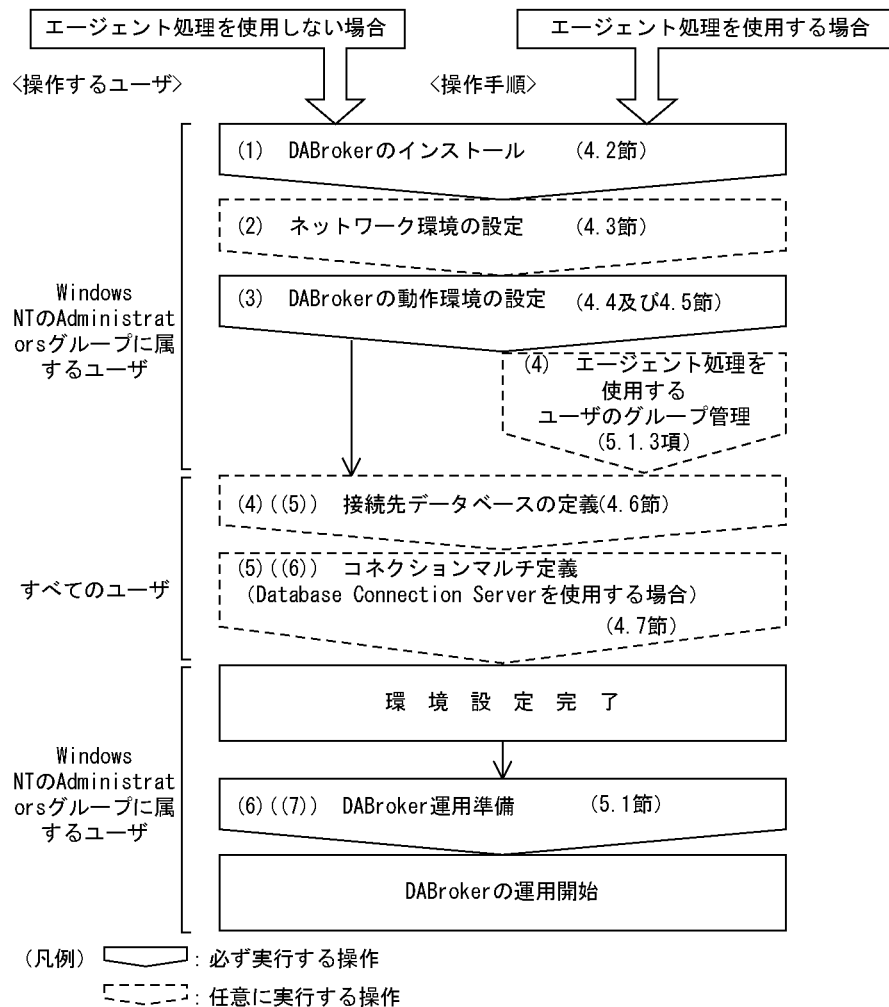 エージェント処理を使用しない場合
エージェント処理を使用する場合
<操作するユーザ>
<操作手順>
(1) DABrokerのインストール (4.2節)
(2) ネットワーク環境の設定 (4.3節)
(3) DABrokerの動作環境の設定 (4.4及び4.5節)
Windows
NTのAdministrat
orsグループに属
するユーザ
(4) エージェント処理を
使用する
ユーザのグループ管理
(5.1.3項)
(4)((5)) 接続先データベースの定義(4.6節)
すべてのユーザ
(5)((6)) コネクションマルチ定義
(Database Connection Serverを使用する場合)
(4.7節)
環境設定完了
Windows
NTのAdministrat
orsグループに属
するユーザ
(6)((7)) DABroker運用準備 (5.1節)
DABrokerの運用開始
(凡例)
: 必ず実行する操作
: 任意に実行する操作